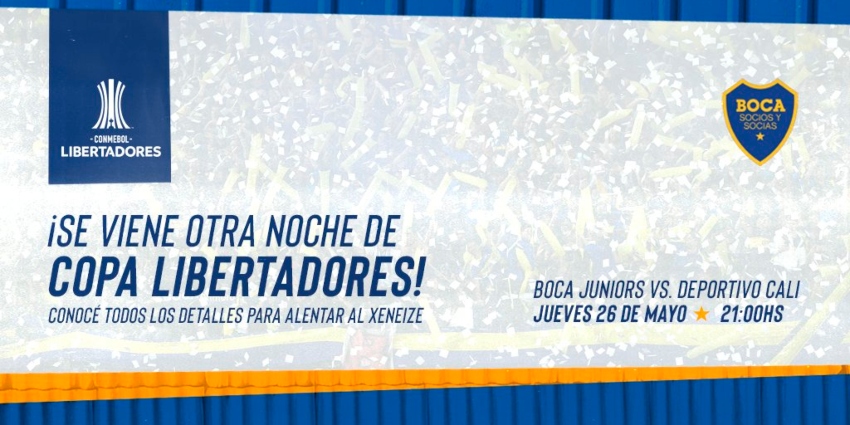 - CONMEBOL -
LIBERTADORES
BOCA
SOCIOS Y
SOCIAS
¡SE VIENE OTRA NOCHE DE
COPA LIBERTADORES!
CONOCÉ TODOS LOS DETALLES PARA ALENTAR AL XENEIZE
BOCA JUNIORS VS. DEPORTIVO CALI
JUEVES 26 DE MAYO ★ 21:00HS